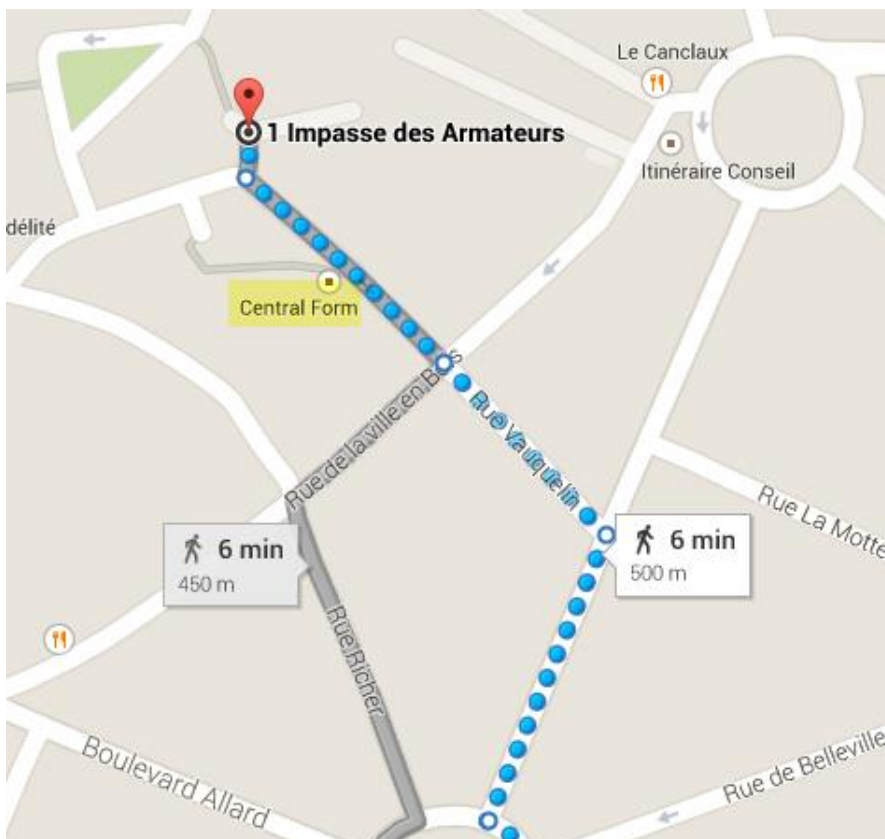 Le Canclaux
1 Impasse des Armateurs
Itinéraire Conseil
délité
Central Form
Rue de la ville en Bois
Rue Vauquelin
Rue La Motte
6 min
450 m
6 min
500 m
Rue Richer
Boulevard Allard
Rue de Belleville